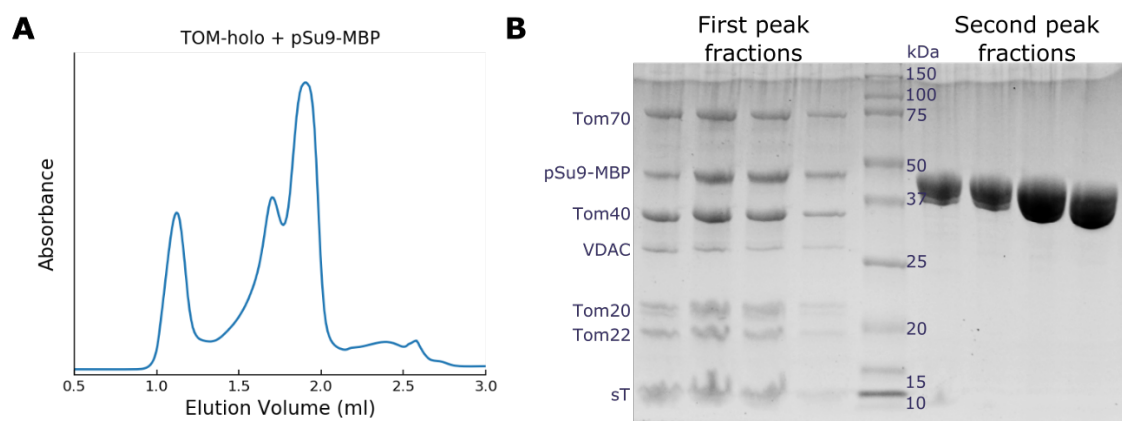 A
TOM-holo + pSu9-MBP
Absorbance
0.5 1.0 1.5 2.0 2.5 3.0
Elution Volume (ml)
B
First peak
fractions
kDa
Second peak
fractions
Tom70
pSu9-MBP
Tom40
VDAC
Tom20
Tom22
sT
150
100
75
50
37
25
20
15
10